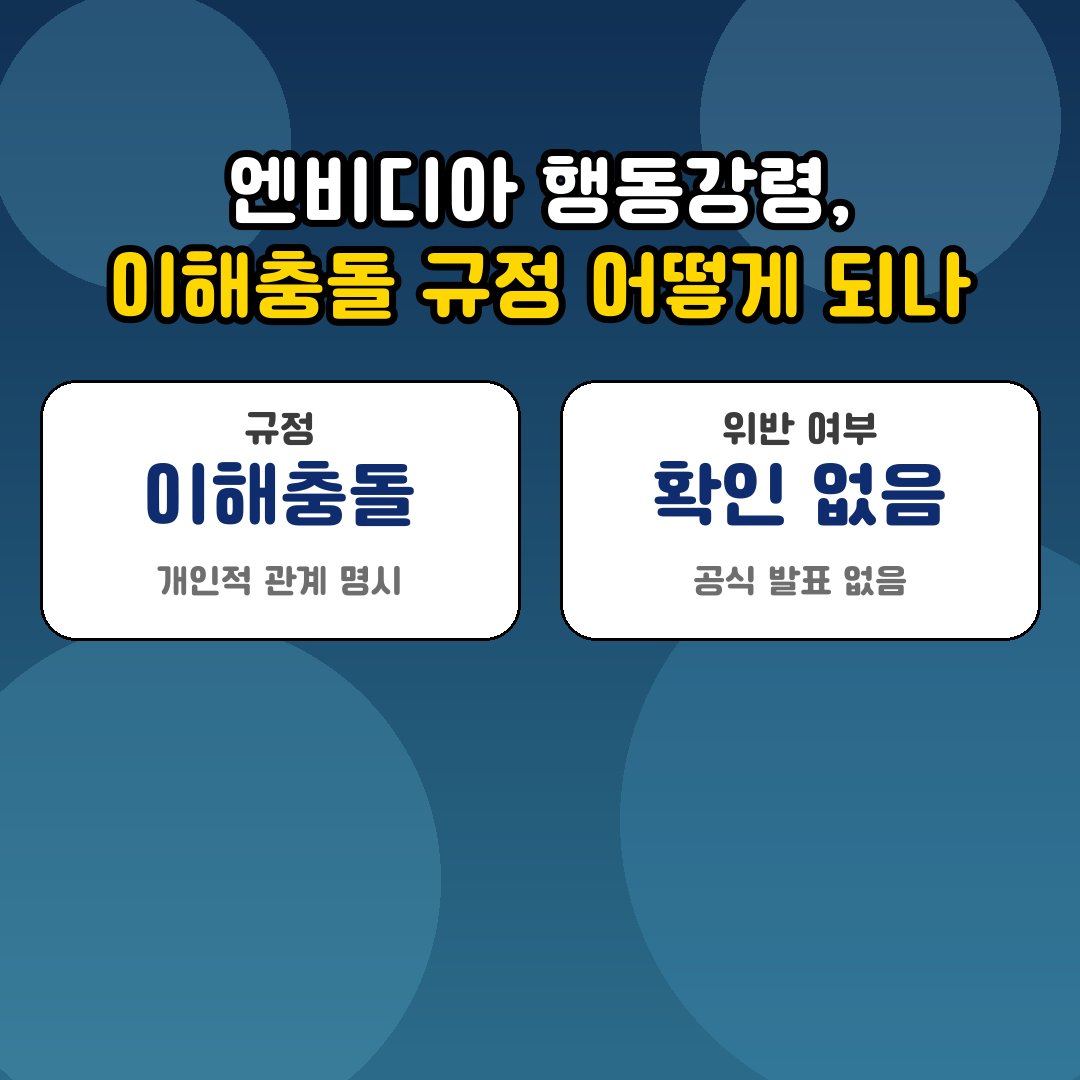 엔비디아 행동강령,
이해충돌 규정 어떻게 되나
규정
이해충돌
개인적 관계 명시
위반 여부
확인 없음
공식 발표 없음